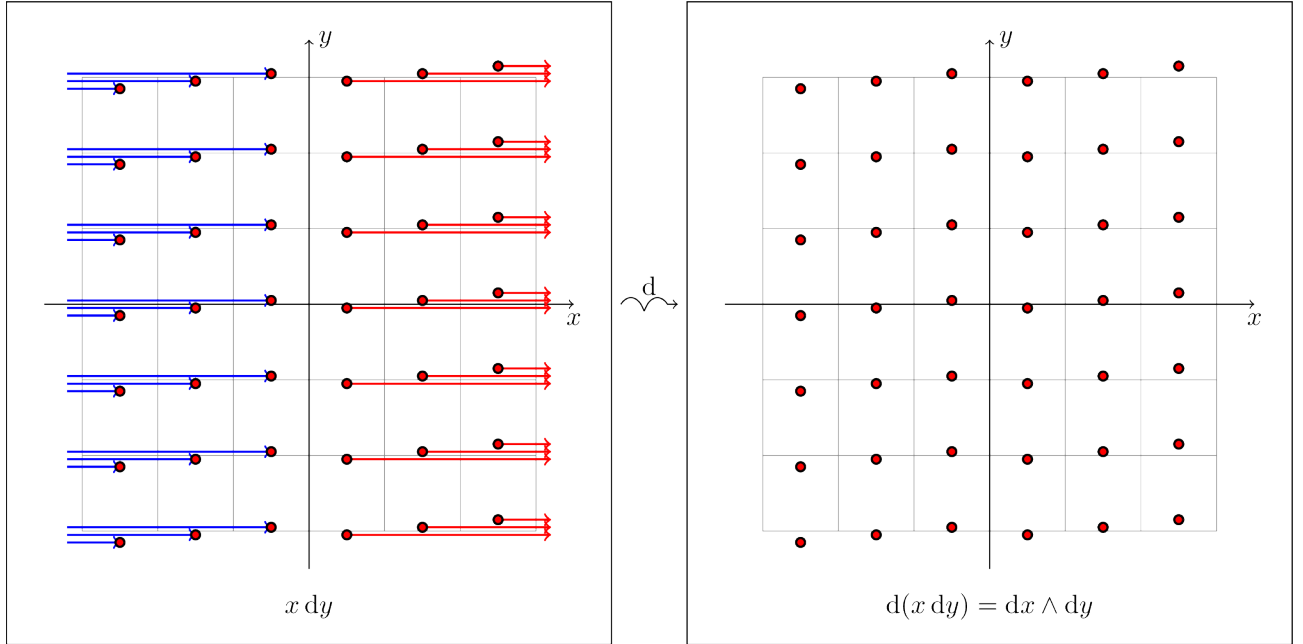 y
x
x dy
d
y
x
d(x dy) = dx ∧ dy